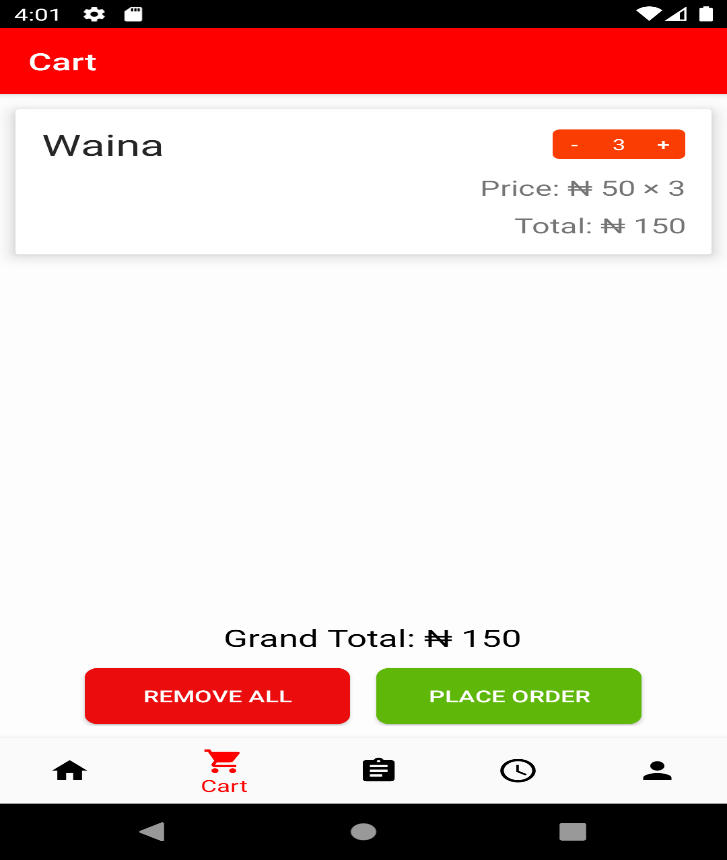 4:01
Cart
Waina
- 3 +
Price: ₦ 50 × 3
Total: ₦ 150
Grand Total: ₦ 150
REMOVE ALL
PLACE ORDER
Cart